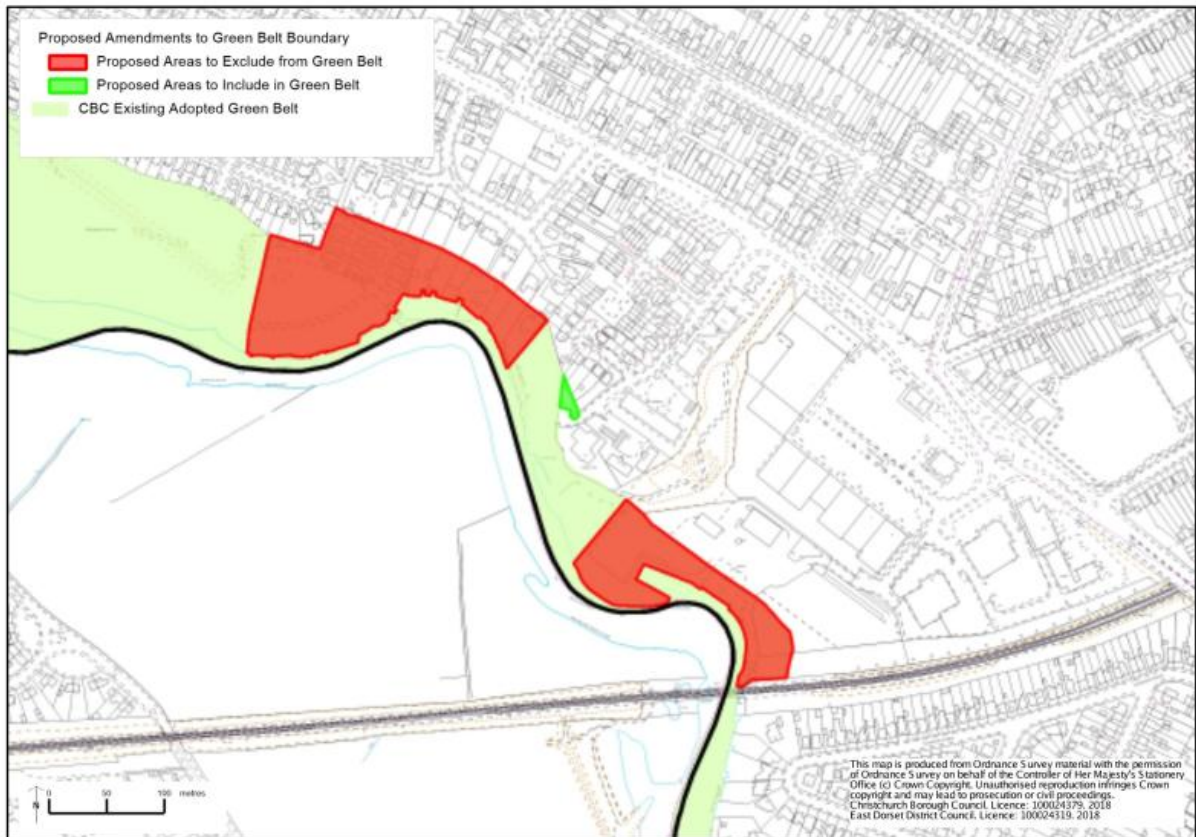 Proposed Amendments to Green Belt Boundary
Proposed Areas to Exclude from Green Belt
Proposed Areas to Include in Green Belt
CBC Existing Adopted Green Belt
0 50 100 metres
N
This map is produced from Ordnance Survey material with the permission
of Ordnance Survey on behalf of the Controller of Her Majesty's Stationery
Office (c) Crown Copyright. Unauthorised reproduction infringes Crown
copyright and may lead to prosecution or civil proceedings.
Christchurch Borough Council. Licence: 100024379. 2018
East Dorset District Council. Licence: 100024319. 2018